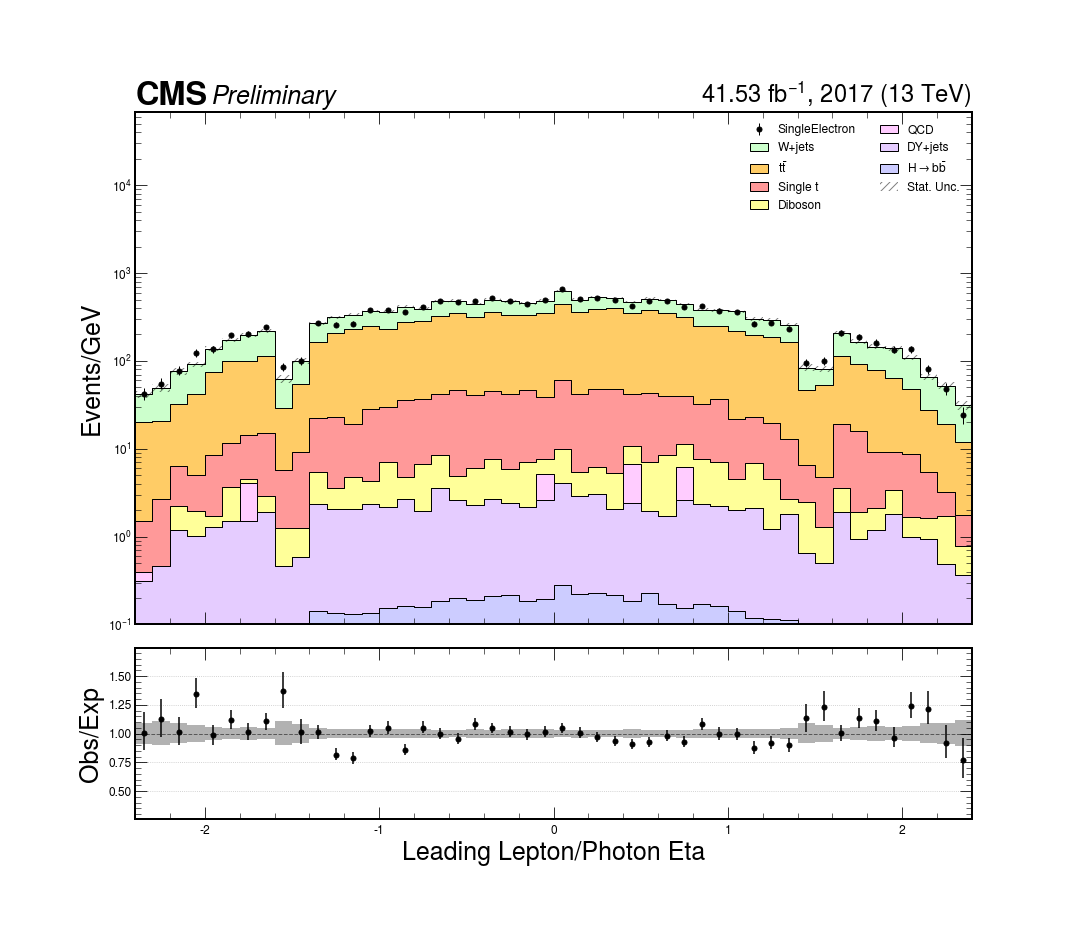 CMS Preliminary 41.53 fb⁻¹, 2017 (13 TeV)
SingleElectron QCD
W+jets DY+jets
tt̄ H→bb̄
Single t Stat. Unc.
Diboson
Events/GeV
10⁴
10³
10²
10¹
10⁰
10⁻¹
Obs/Exp
1.50
1.25
1.00
0.75
0.50
-2 -1 0 1 2
Leading Lepton/Photon Eta